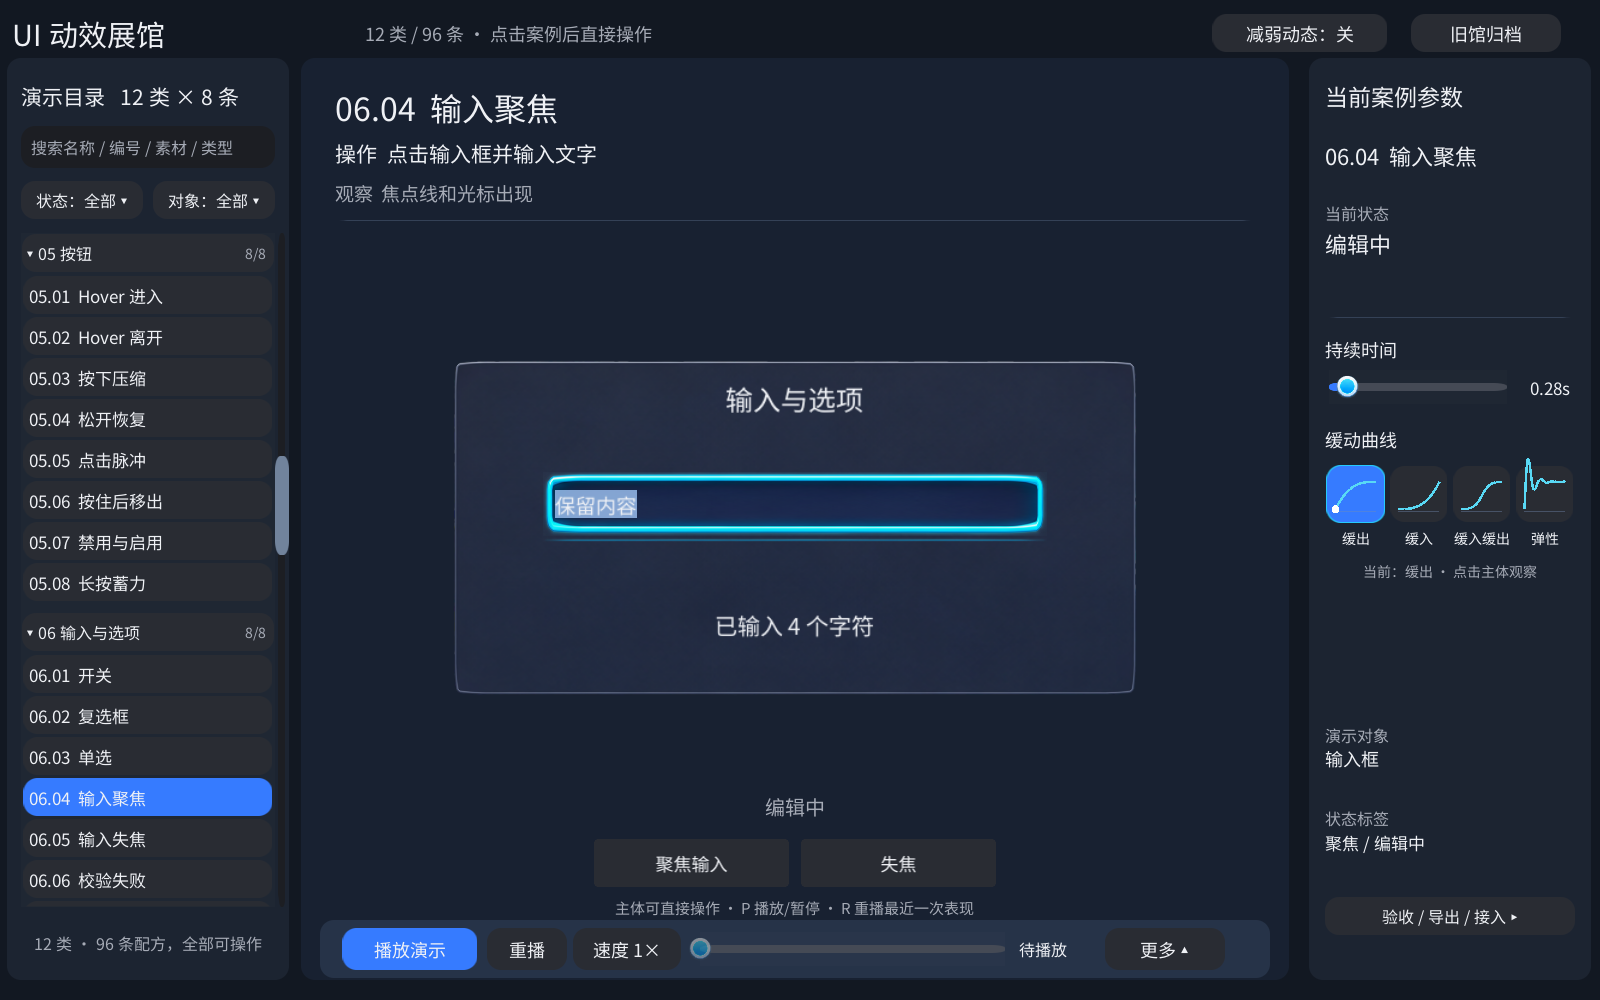 UI 动效展馆
12 类 / 96 条 · 点击案例后直接操作
减弱动态：关
旧馆归档
演示目录 12 类 × 8 条
搜索名称 / 编号 / 素材 / 类型
状态：全部 ▾
对象：全部 ▾
▾ 05 按钮 8/8
05.01 Hover 进入
05.02 Hover 离开
05.03 按下压缩
05.04 松开恢复
05.05 点击脉冲
05.06 按住后移出
05.07 禁用与启用
05.08 长按蓄力
▾ 06 输入与选项 8/8
06.01 开关
06.02 复选框
06.03 单选
06.04 输入聚焦
06.05 输入失焦
06.06 校验失败
12 类 · 96 条配方，全部可操作
06.04 输入聚焦
操作 点击输入框并输入文字
观察 焦点线和光标出现
输入与选项
保留内容
已输入 4 个字符
编辑中
聚焦输入
失焦
主体可直接操作 · P 播放/暂停 · R 重播最近一次表现
播放演示
重播
速度 1×
待播放
更多 ▴
当前案例参数
06.04 输入聚焦
当前状态
编辑中
持续时间
0.28s
缓动曲线
缓出 缓入 缓入缓出 弹性
当前：缓出 · 点击主体观察
演示对象
输入框
状态标签
聚焦 / 编辑中
验收 / 导出 / 接入 ▸